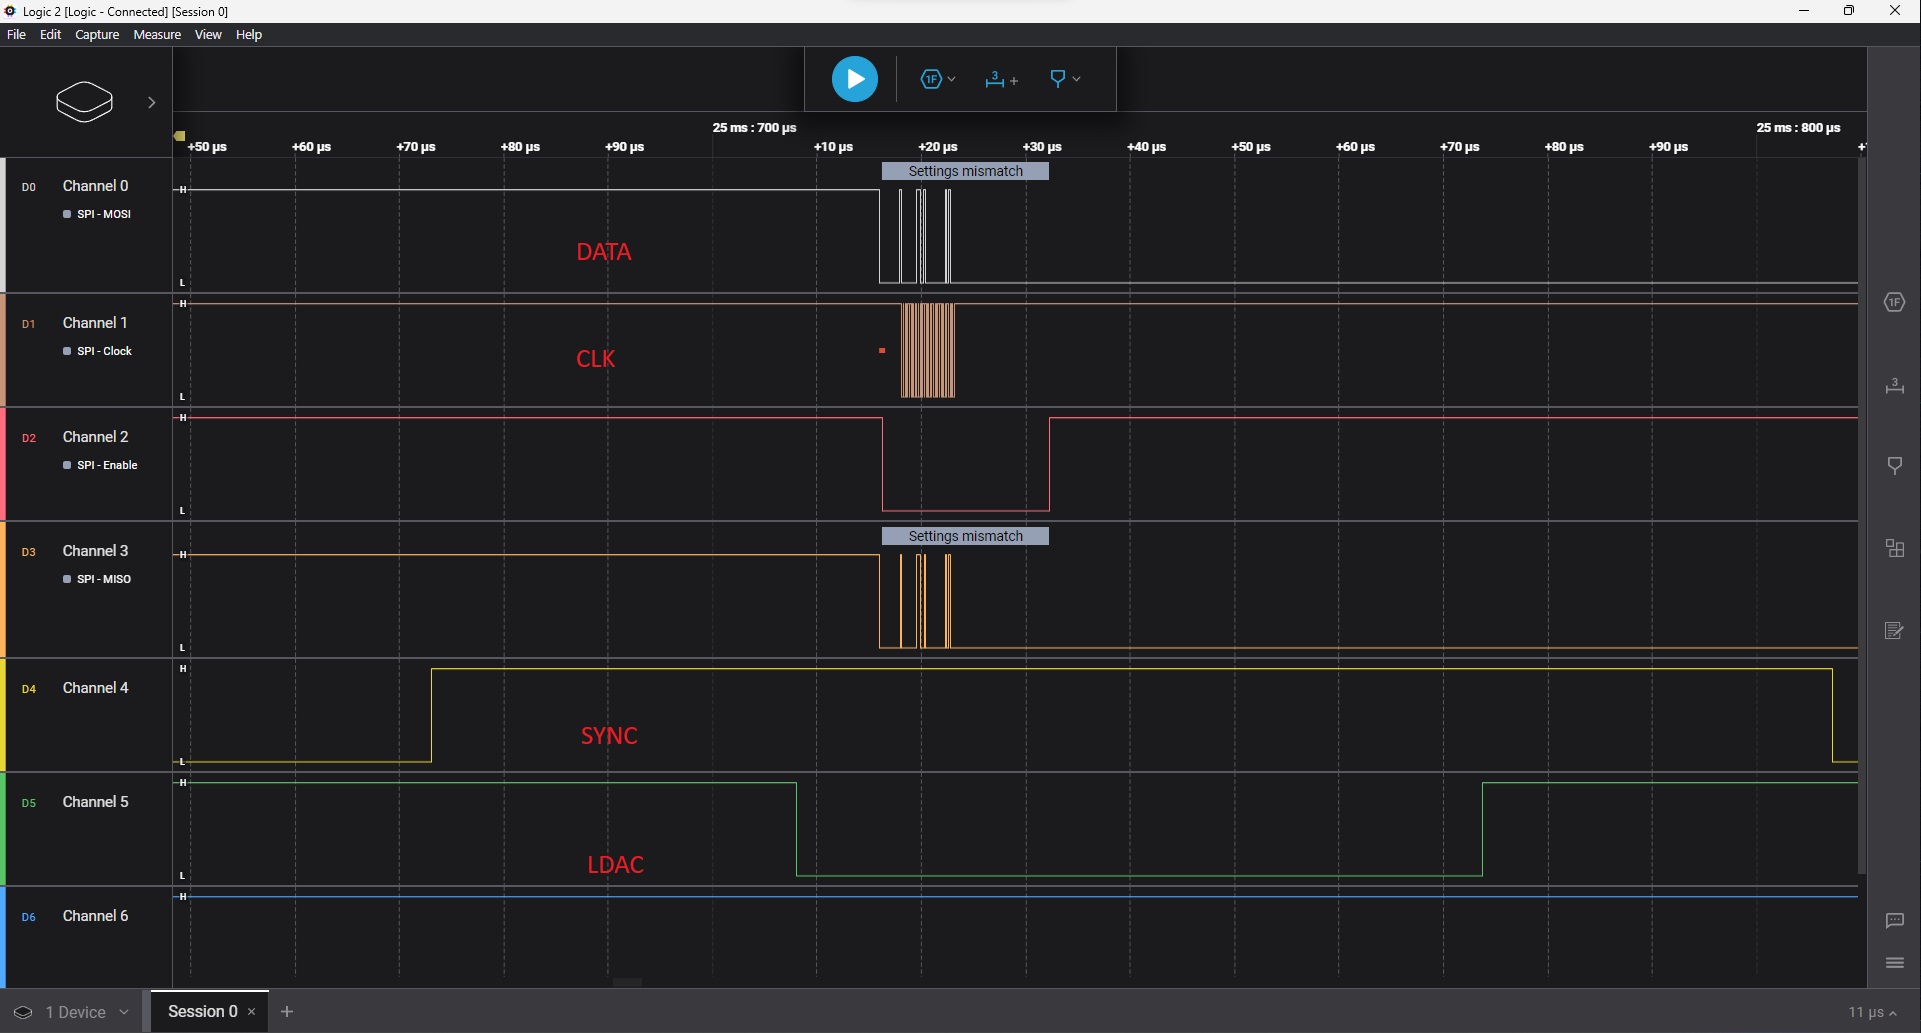 Logic 2 [Logic - Connected] [Session 0]
File Edit Capture Measure View Help
1F 3 +
25 ms : 700 µs 25 ms : 800 µs
+50 µs +60 µs +70 µs +80 µs +90 µs +10 µs +20 µs +30 µs +40 µs +50 µs +60 µs +70 µs +80 µs +90 µs
Settings mismatch
D0 Channel 0 H
SPI - MOSI
DATA
L
H
D1 Channel 1
SPI - Clock
CLK
1F
L
H
3
D2 Channel 2
SPI - Enable
L
Settings mismatch
D3 Channel 3 H
SPI - MISO
L
H
D4 Channel 4
SYNC
L
H
D5 Channel 5
LDAC
L
H
D6 Channel 6
1 Device Session 0 × + 11 µs